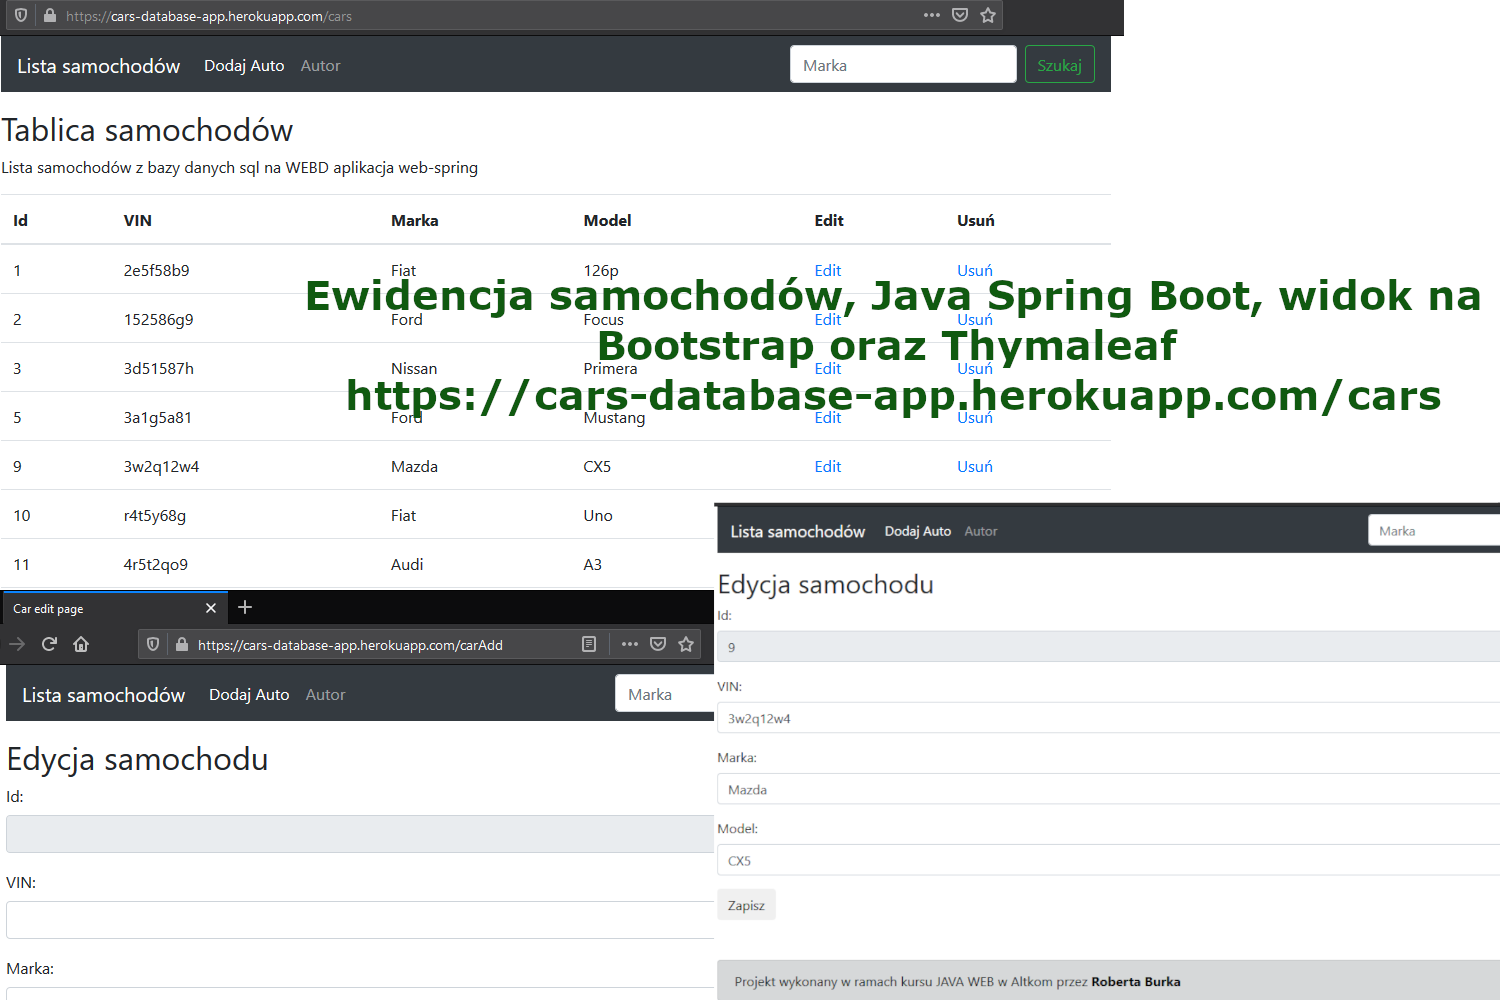 https://cars-database-app.herokuapp.com/cars
Lista samochodów Dodaj Auto Autor Marka Szukaj
Tablica samochodów
Lista samochodów z bazy danych sql na WEBD aplikacja web-spring
Id VIN Marka Model Edit Usuń
1 2e5f58b9 Fiat 126p Edit Usuń
2 152586g9 Ford Focus Edit Usuń
3 3d51587h Nissan Primera Edit Usuń
5 3a1g5a81 Ford Mustang Edit Usuń
9 3w2q12w4 Mazda CX5 Edit Usuń
10 r4t5y68g Fiat Uno
11 4r5t2qo9 Audi A3
Ewidencja samochodów, Java Spring Boot, widok na
Bootstrap oraz Thymaleaf
https://cars-database-app.herokuapp.com/cars
Car edit page
https://cars-database-app.herokuapp.com/carAdd
Lista samochodów Dodaj Auto Autor Marka
Edycja samochodu
Id:
VIN:
Marka:
Lista samochodów Dodaj Auto Autor Marka
Edycja samochodu
Id:
9
VIN:
3w2q12w4
Marka:
Mazda
Model:
CX5
Zapisz
Projekt wykonany w ramach kursu JAVA WEB w Altkom przez Roberta Burka